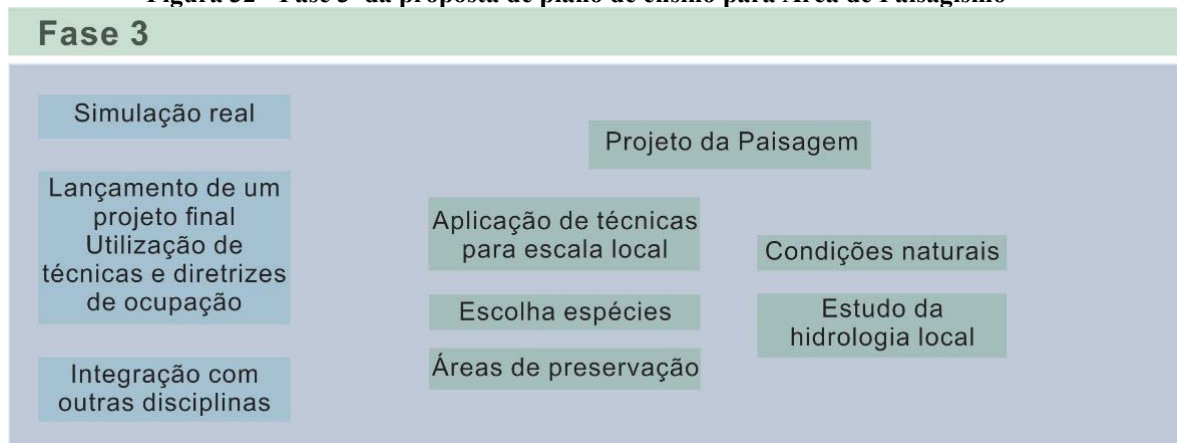 Figura 32 - Fase 3 da proposta de plano de ensino para Área de Paisagismo
Fase 3
Simulação real
Lançamento de um
projeto final
Utilização de
técnicas e diretrizes
de ocupação
Integração com
outras disciplinas
Projeto da Paisagem
Aplicação de técnicas
para escala local
Escolha espécies
Áreas de preservação
Condições naturais
Estudo da
hidrologia local